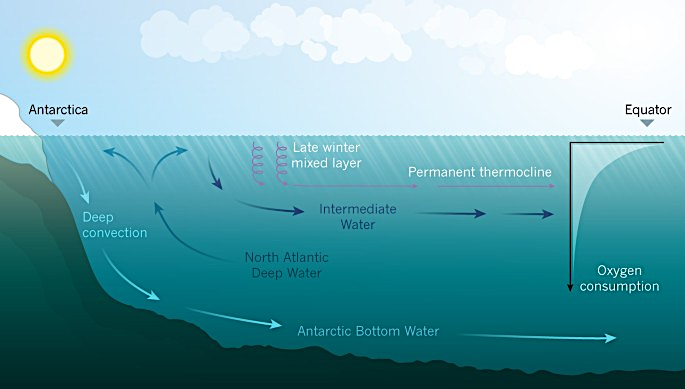 Antarctica
Equator
Late winter
mixed layer
Permanent thermocline
Intermediate
Water
Deep
convection
North Atlantic
Deep Water
Oxygen
consumption
Antarctic Bottom Water